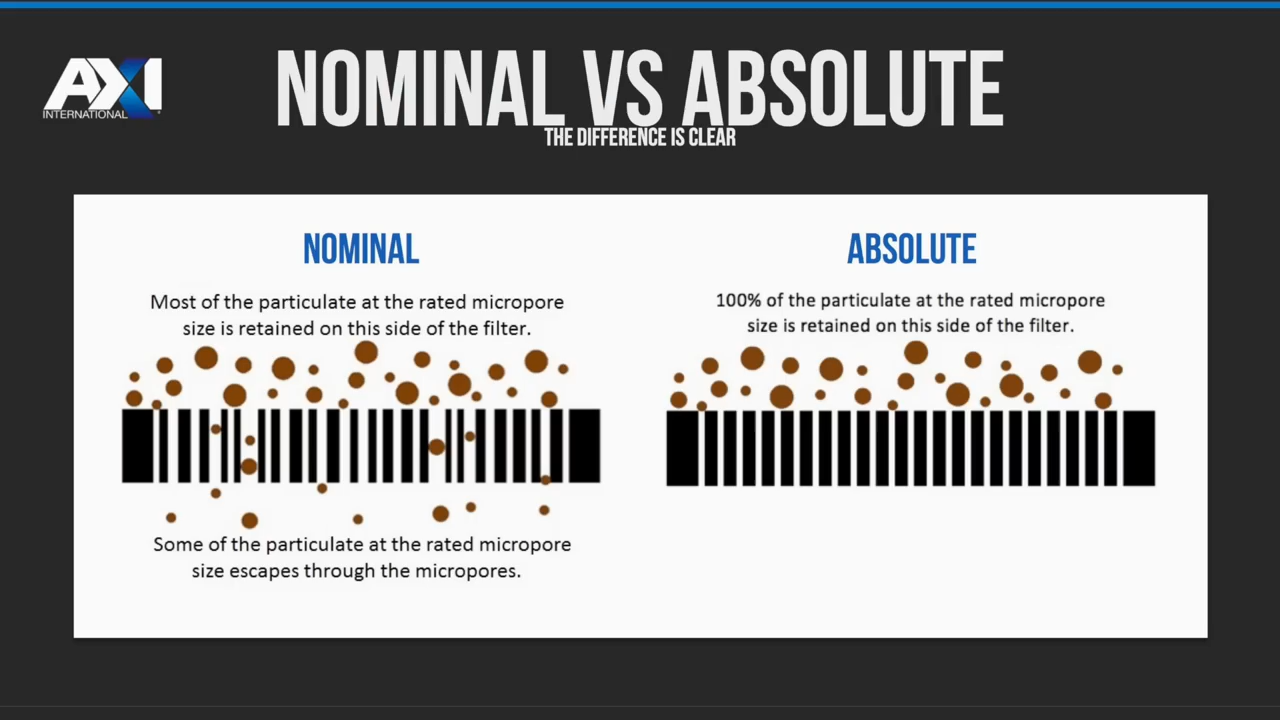 AXI
INTERNATIONAL
NOMINAL VS ABSOLUTE
THE DIFFERENCE IS CLEAR
NOMINAL
Most of the particulate at the rated micropore
size is retained on this side of the filter.
Some of the particulate at the rated micropore
size escapes through the micropores.
ABSOLUTE
100% of the particulate at the rated micropore
size is retained on this side of the filter.